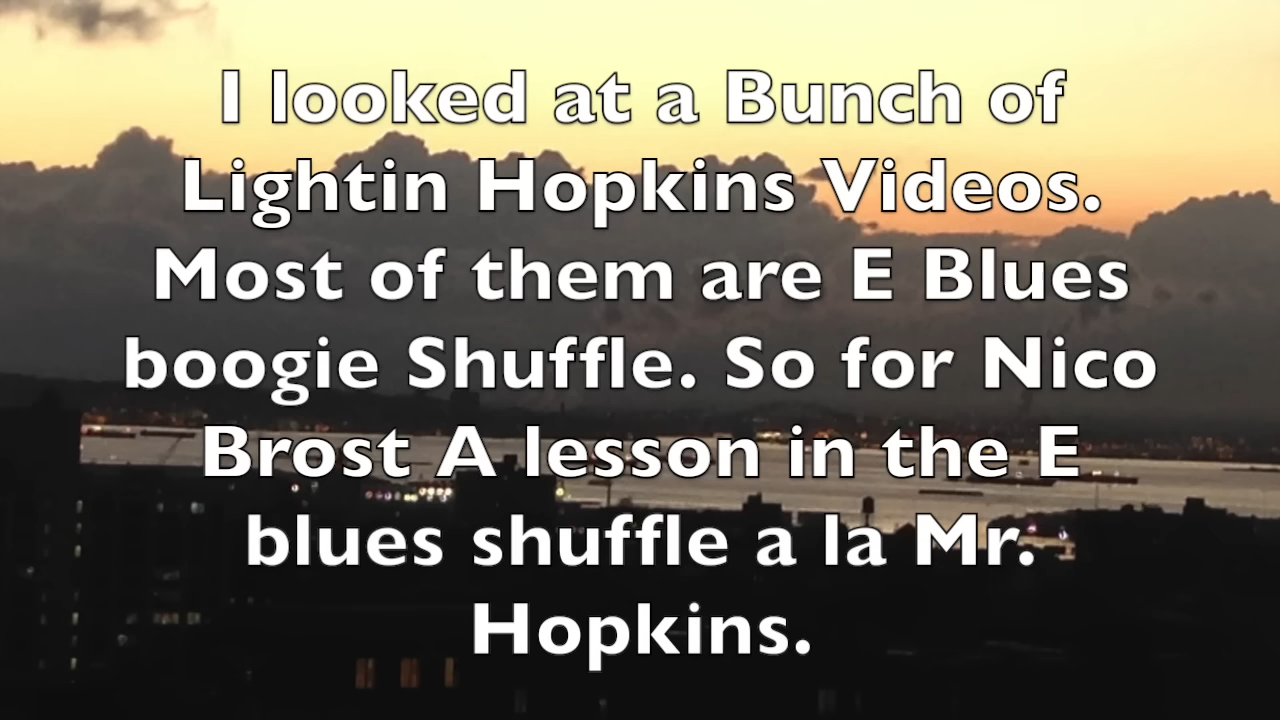 I looked at a Bunch of
Lightin Hopkins Videos.
Most of them are E Blues
boogie Shuffle. So for Nico
Brost A lesson in the E
blues shuffle a la Mr.
Hopkins.